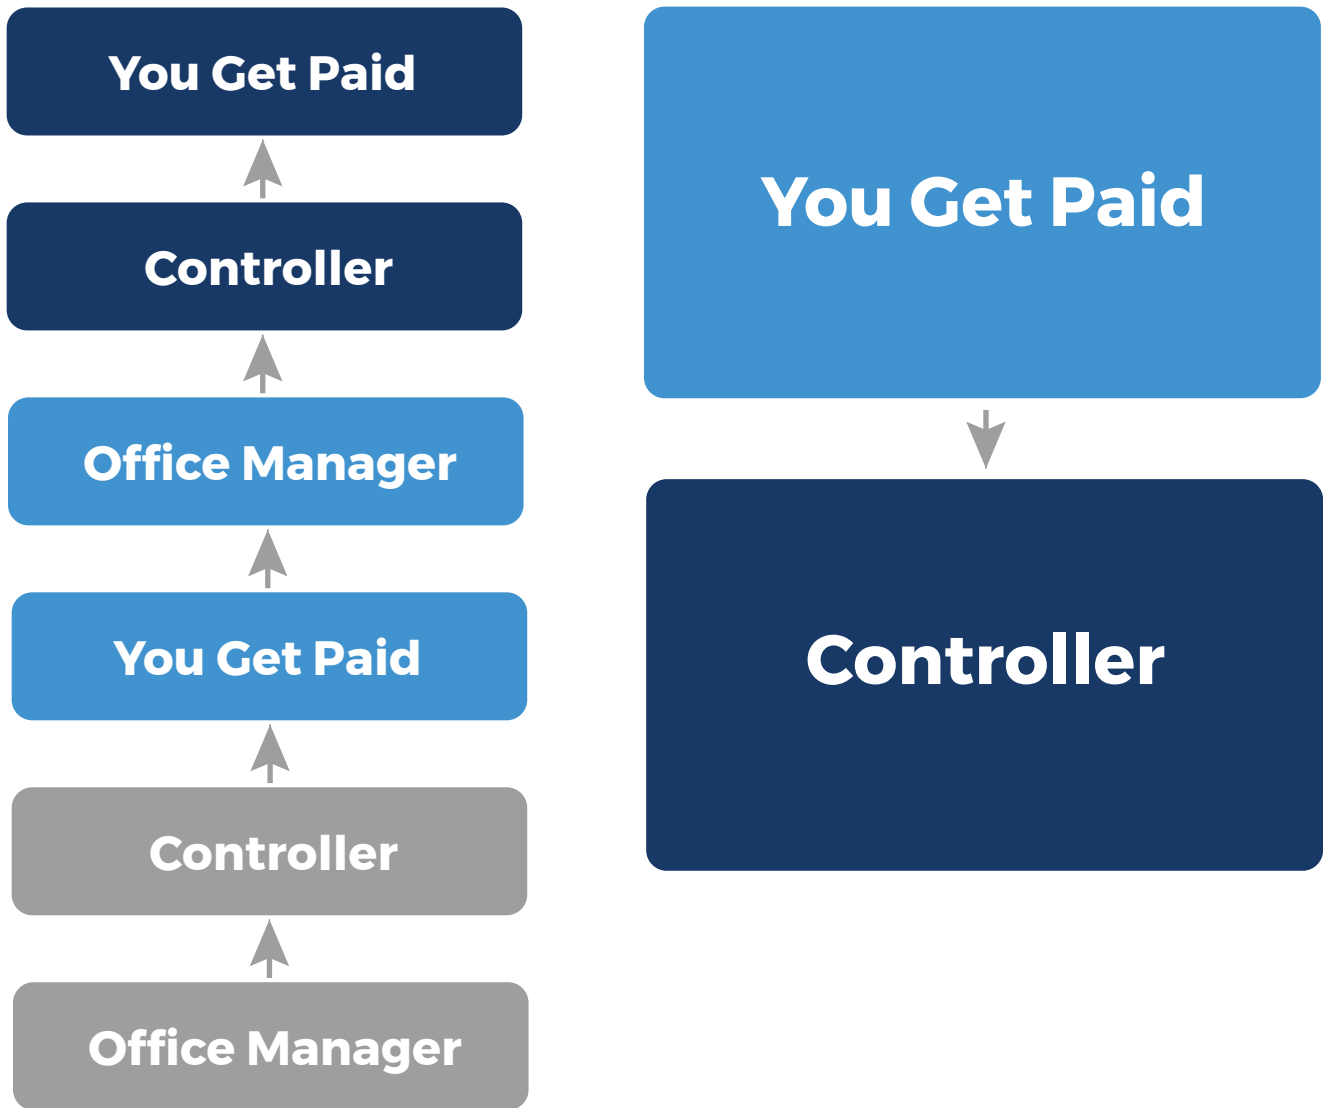 You Get Paid
Controller
Office Manager
You Get Paid
Controller
Office Manager
You Get Paid
Controller